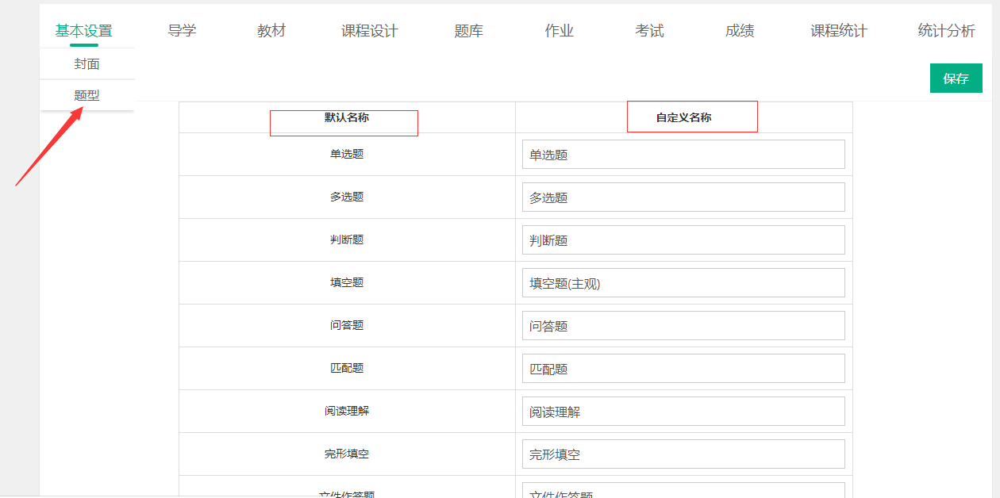 基本设置 导学 教材 课程设计 题库 作业 考试 成绩 课程统计 统计分析
封面
保存
题型
默认名称 自定义名称
单选题 单选题
多选题 多选题
判断题 判断题
填空题 填空题(主观)
问答题 问答题
匹配题 匹配题
阅读理解 阅读理解
完形填空 完形填空
文件作答题 文件作答题